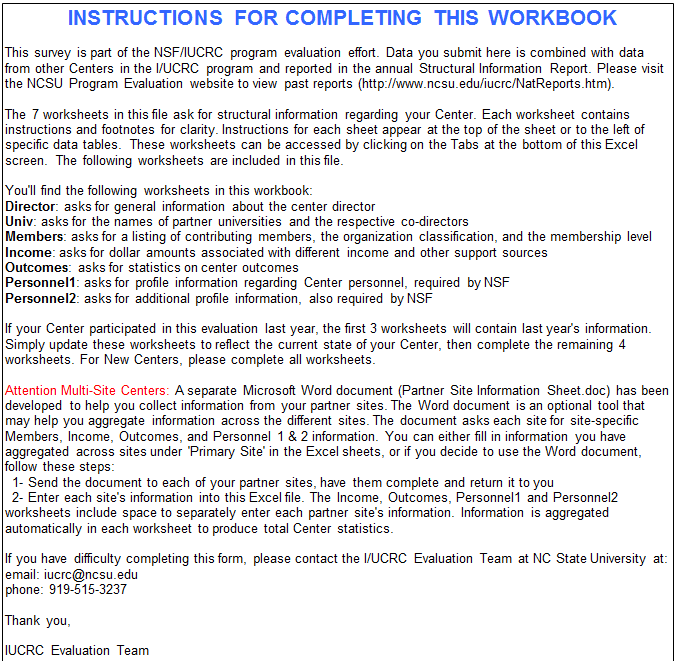 INSTRUCTIONS FOR COMPLETING THIS WORKBOOK
This survey is part of the NSF/IUCRC program evaluation effort. Data you submit here is combined with data
from other Centers in the I/UCRC program and reported in the annual Structural Information Report. Please visit
the NCSU Program Evaluation website to view past reports (http://www.ncsu.edu/iucrc/NatReports.htm).
The 7 worksheets in this file ask for structural information regarding your Center. Each worksheet contains
instructions and footnotes for clarity. Instructions for each sheet appear at the top of the sheet or to the left of
specific data tables. These worksheets can be accessed by clicking on the Tabs at the bottom of this Excel
screen. The following worksheets are included in this file.
You'll find the following worksheets in this workbook:
Director: asks for general information about the center director
Univ: asks for the names of partner universities and the respective co-directors
Members: asks for a listing of contributing members, the organization classification, and the membership level
Income: asks for dollar amounts associated with different income and other support sources
Outcomes: asks for statistics on center outcomes
Personnel1: asks for profile information regarding Center personnel, required by NSF
Personnel2: asks for additional profile information, also required by NSF
If your Center participated in this evaluation last year, the first 3 worksheets will contain last year's information.
Simply update these worksheets to reflect the current state of your Center, then complete the remaining 4
worksheets. For New Centers, please complete all worksheets.
Attention Multi-Site Centers: A separate Microsoft Word document (Partner Site Information Sheet.doc) has been
developed to help you collect information from your partner sites. The Word document is an optional tool that
may help you aggregate information across the different sites. The document asks each site for site-specific
Members, Income, Outcomes, and Personnel 1 & 2 information. You can either fill in information you have
aggregated across sites under 'Primary Site' in the Excel sheets, or if you decide to use the Word document,
follow these steps:
1- Send the document to each of your partner sites, have them complete and return it to you
2- Enter each site's information into this Excel file. The Income, Outcomes, Personnel1 and Personnel2
worksheets include space to separately enter each partner site's information. Information is aggregated
automatically in each worksheet to produce total Center statistics.
If you have difficulty completing this form, please contact the I/UCRC Evaluation Team at NC State University at:
email: iucrc@ncsu.edu
phone: 919-515-3237
Thank you,
IUCRC Evaluation Team